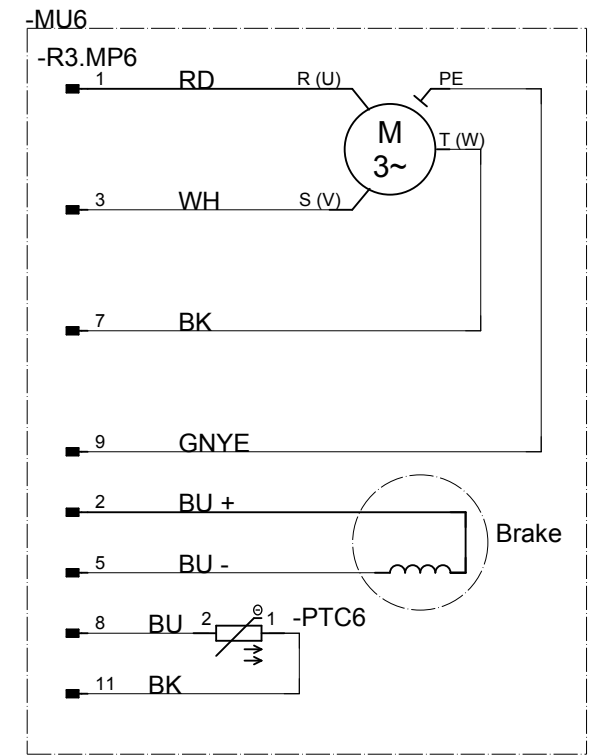 -MU6
-R3.MP6
1 RD R (U) PE
M
3~
T (W)
3 WH S (V)
7 BK
9 GNYE
2 BU +
Brake
5 BU -
8 BU 2 Θ 1 -PTC6
11 BK